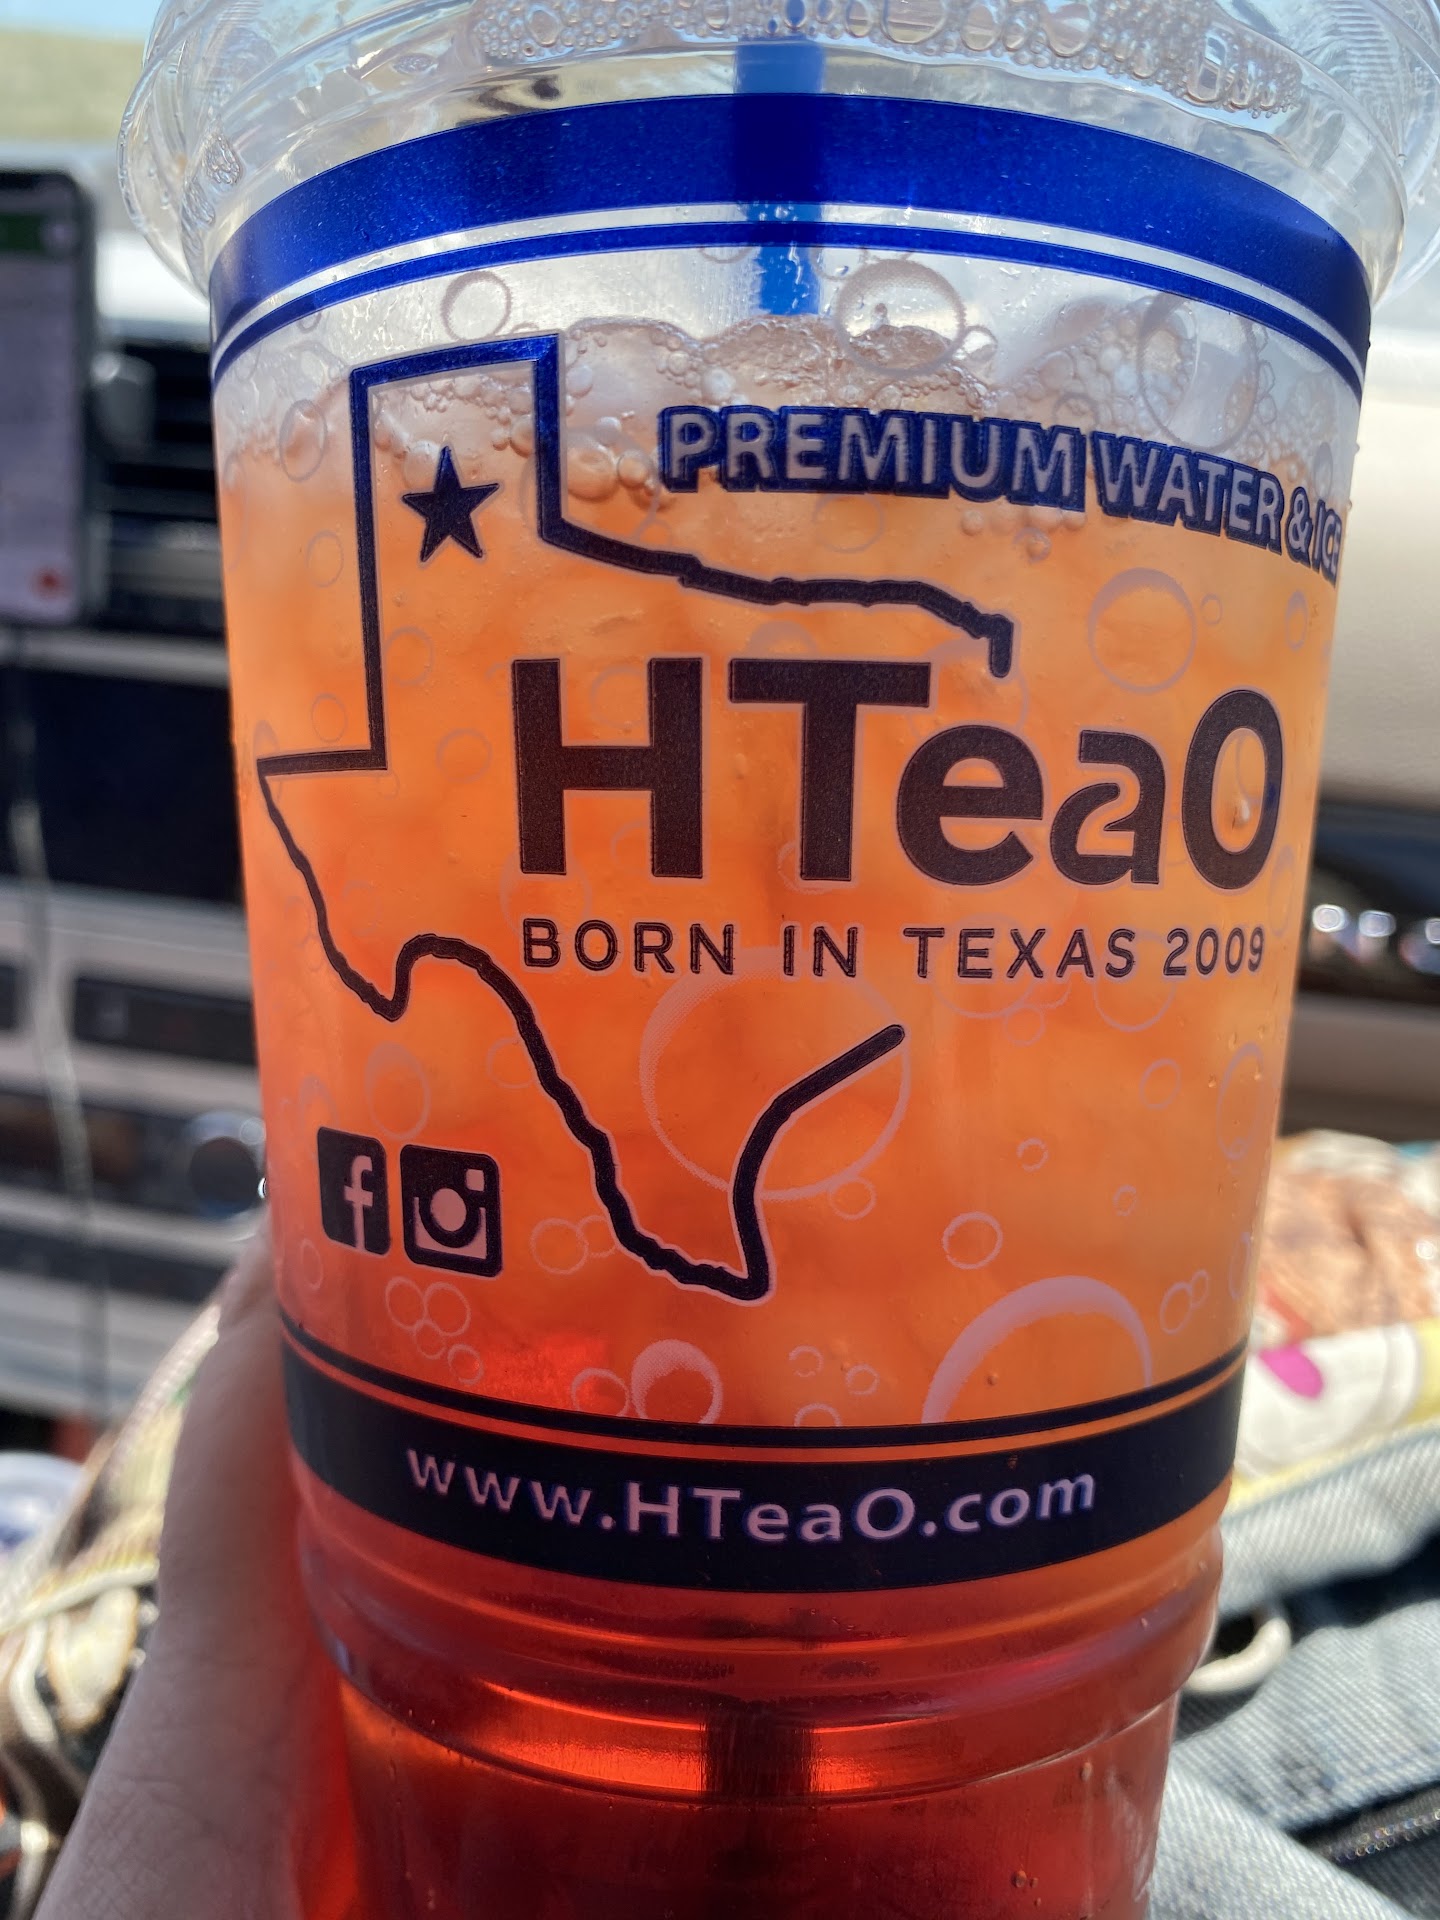 PREMIUM WATER & ICE
HTeaO
BORN IN TEXAS 2009
f
www.HTeaO.com